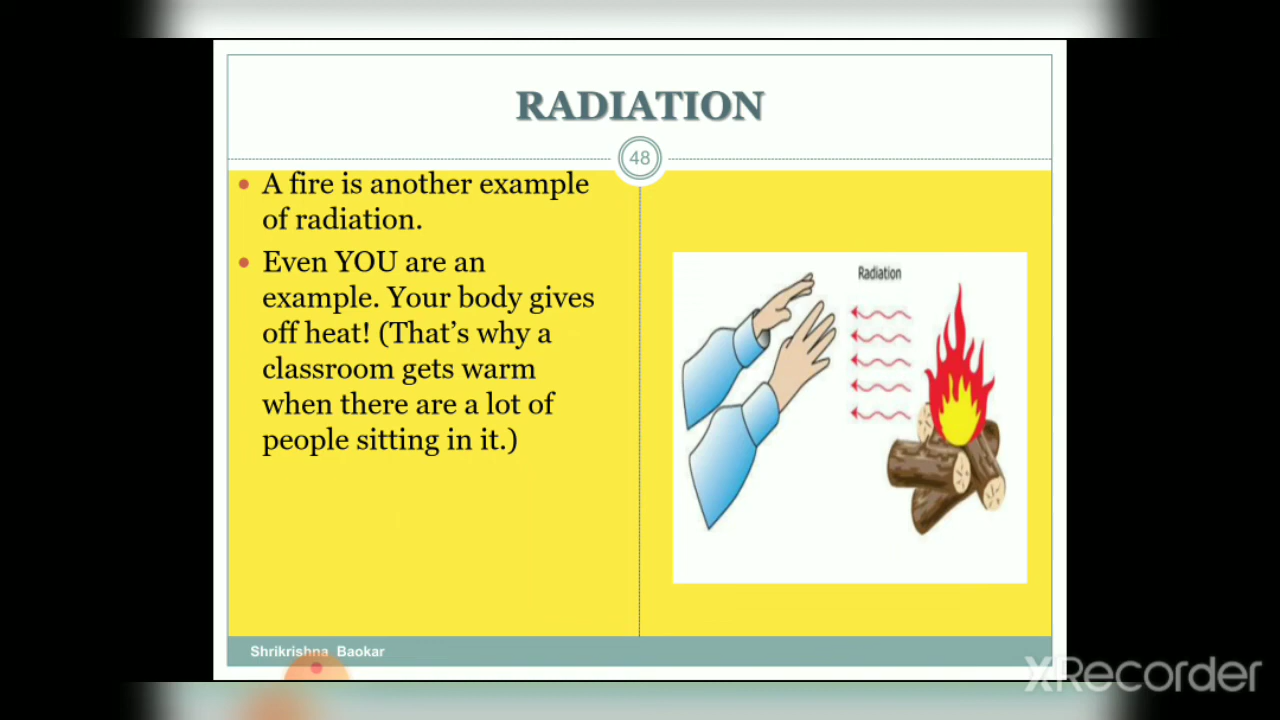 RADIATION
48
• A fire is another example
of radiation.
• Even YOU are an
example. Your body gives
off heat! (That’s why a
classroom gets warm
when there are a lot of
people sitting in it.)
Radiation
Shrikrishna Baokar
XRecorder